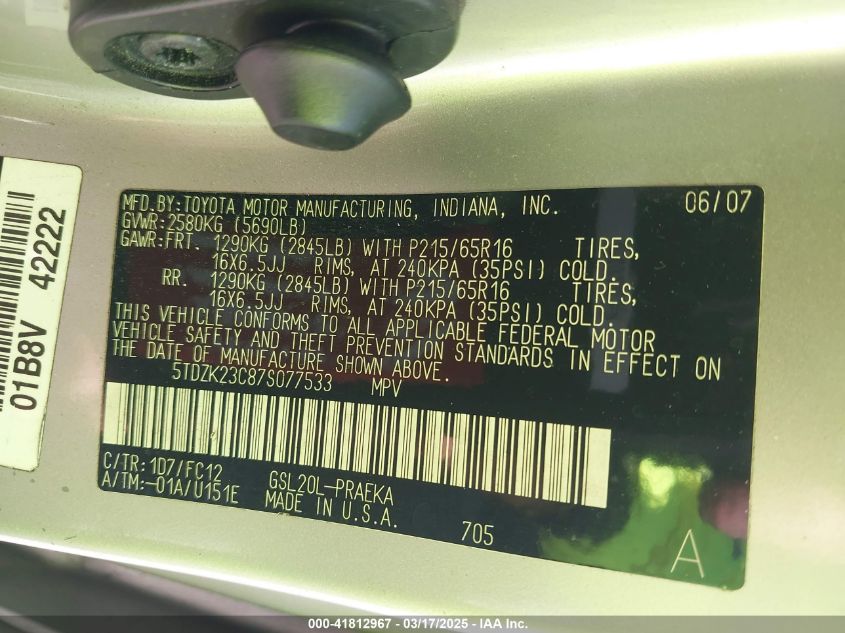 MFD.BY:TOYOTA MOTOR MANUFACTURING, INDIANA, INC. 06/07
GVWR:2580KG (5690LB)
GAWR:FRT. 1290KG (2845LB) WITH P215/65R16 TIRES,
16X6.5JJ RIMS, AT 240KPA (35PSI) COLD.
RR. 1290KG (2845LB) WITH P215/65R16 TIRES,
16X6.5JJ RIMS, AT 240KPA (35PSI) COLD.
THIS VEHICLE CONFORMS TO ALL APPLICABLE FEDERAL MOTOR
VEHICLE SAFETY AND THEFT PREVENTION STANDARDS IN EFFECT ON
THE DATE OF MANUFACTURE SHOWN ABOVE.
5TDZK23C87S077533 MPV
C/TR:1D7/FC12 GSL20L-PRAEKA
A/TM:-01A/U151E MADE IN U.S.A.
705
A
01B8V 42222
000-41812967 - 03/17/2025 - IAA Inc.